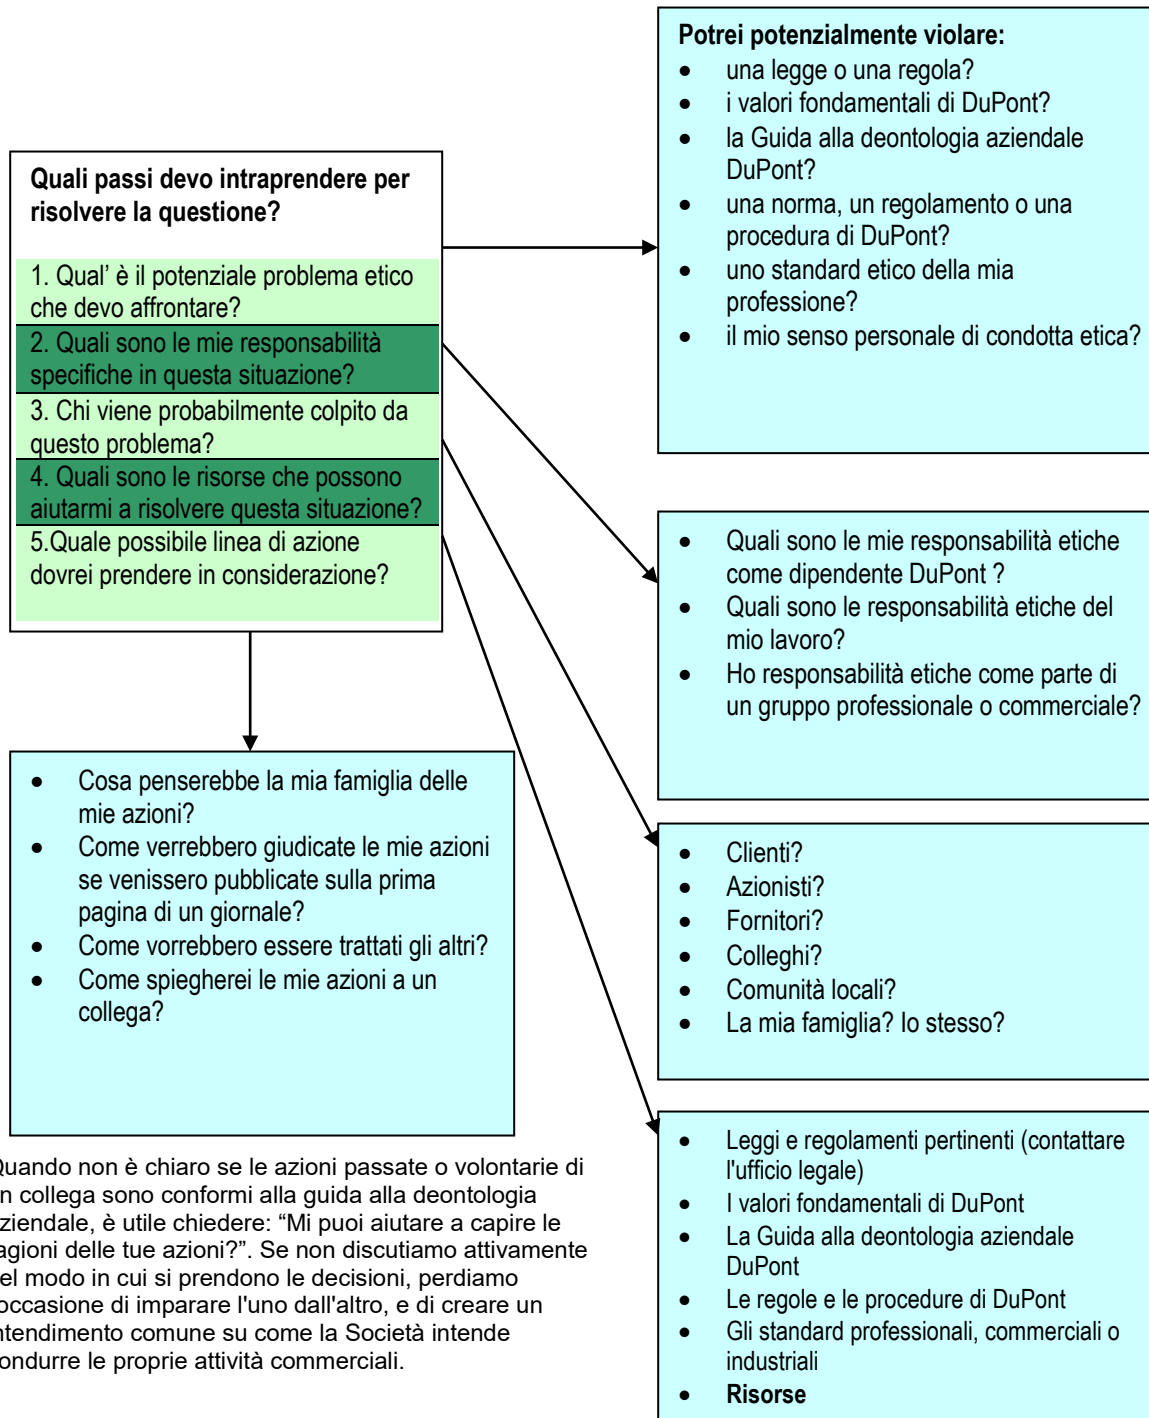 Quali passi devo intraprendere per
risolvere la questione?
1. Qual’ è il potenziale problema etico
che devo affrontare?
2. Quali sono le mie responsabilità
specifiche in questa situazione?
3. Chi viene probabilmente colpito da
questo problema?
4. Quali sono le risorse che possono
aiutarmi a risolvere questa situazione?
5.Quale possibile linea di azione
dovrei prendere in considerazione?
Potrei potenzialmente violare:
• una legge o una regola?
• i valori fondamentali di DuPont?
• la Guida alla deontologia aziendale
DuPont?
• una norma, un regolamento o una
procedura di DuPont?
• uno standard etico della mia
professione?
• il mio senso personale di condotta etica?
• Quali sono le mie responsabilità etiche
come dipendente DuPont ?
• Quali sono le responsabilità etiche del
mio lavoro?
• Ho responsabilità etiche come parte di
un gruppo professionale o commerciale?
• Clienti?
• Azionisti?
• Fornitori?
• Colleghi?
• Comunità locali?
• La mia famiglia? Io stesso?
• Leggi e regolamenti pertinenti (contattare
l'ufficio legale)
• I valori fondamentali di DuPont
• La Guida alla deontologia aziendale
DuPont
• Le regole e le procedure di DuPont
• Gli standard professionali, commerciali o
industriali
• Risorse
• Cosa penserebbe la mia famiglia delle
mie azioni?
• Come verrebbero giudicate le mie azioni
se venissero pubblicate sulla prima
pagina di un giornale?
• Come vorrebbero essere trattati gli altri?
• Come spiegherei le mie azioni a un
collega?
Quando non è chiaro se le azioni passate o volontarie di
un collega sono conformi alla guida alla deontologia
aziendale, è utile chiedere: “Mi puoi aiutare a capire le
ragioni delle tue azioni?”. Se non discutiamo attivamente
del modo in cui si prendono le decisioni, perdiamo
l'occasione di imparare l'uno dall'altro, e di creare un
intendimento comune su come la Società intende
condurre le proprie attività commerciali.